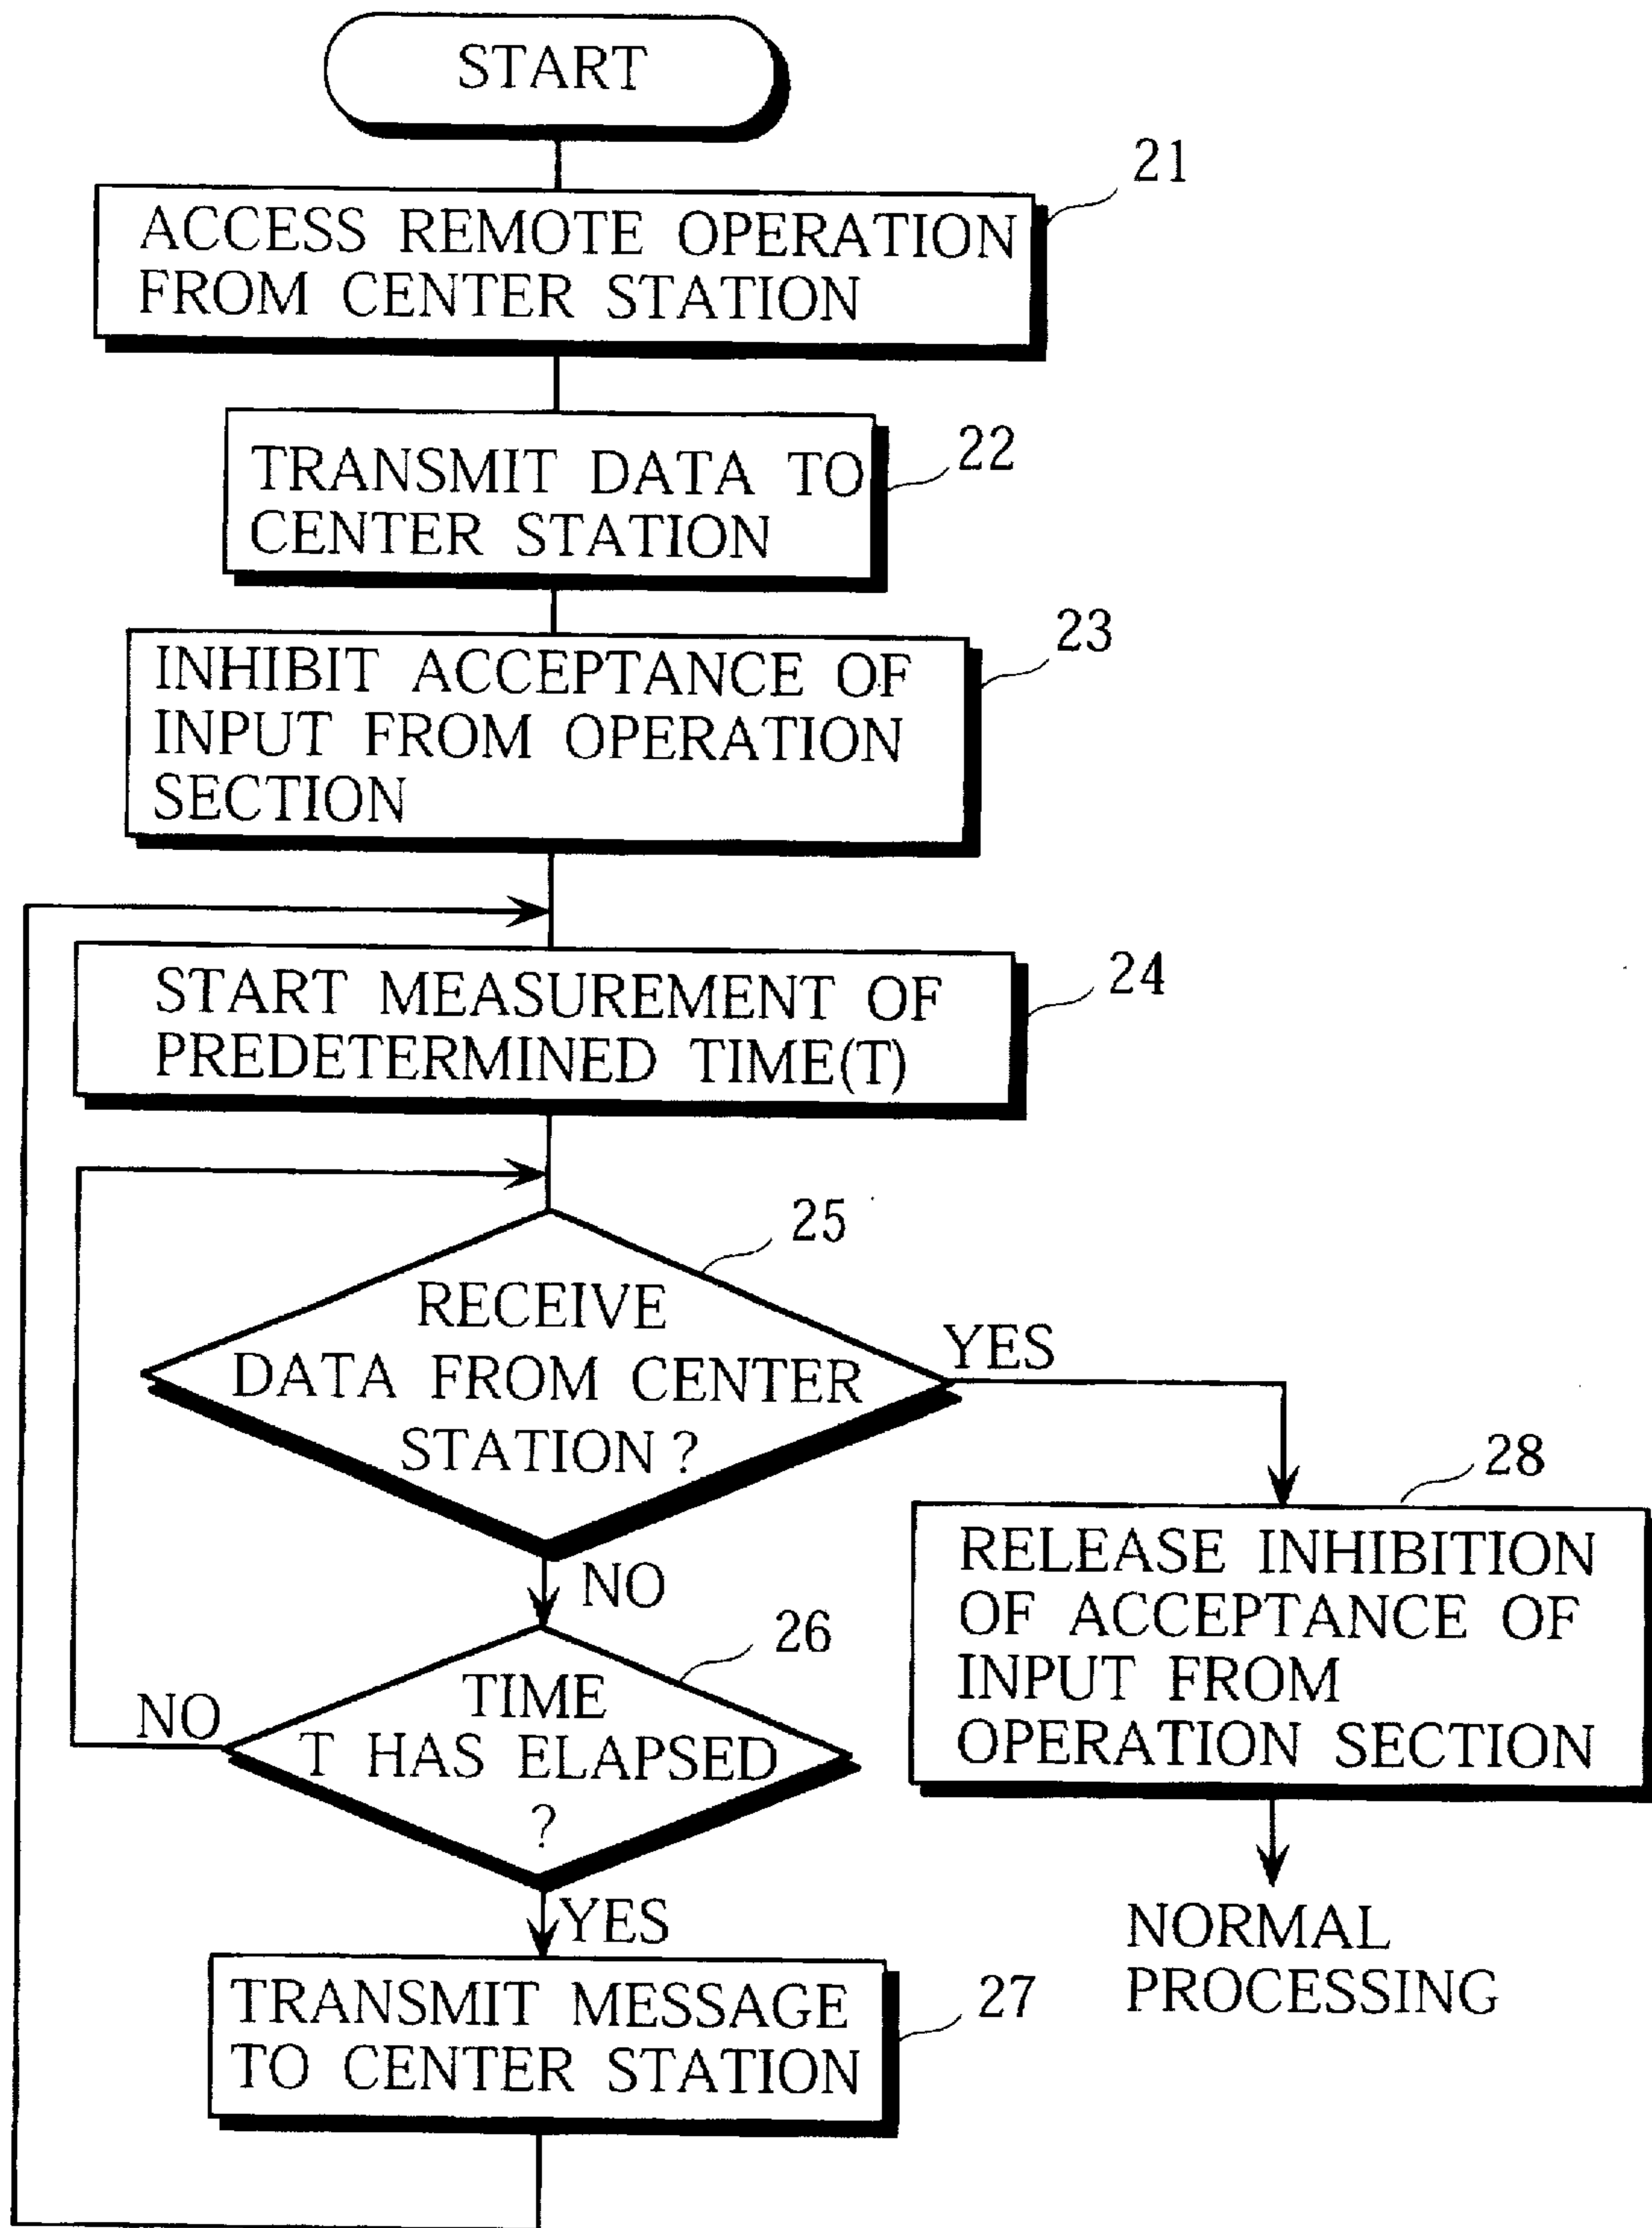 START
21
ACCESS REMOTE OPERATION
FROM CENTER STATION
22
TRANSMIT DATA TO
CENTER STATION
23
INHIBIT ACCEPTANCE OF
INPUT FROM OPERATION
SECTION
24
START MEASUREMENT OF
PREDETERMINED TIME(T)
25
RECEIVE
DATA FROM CENTER
STATION ?
YES
NO
28
RELEASE INHIBITION
OF ACCEPTANCE OF
INPUT FROM
OPERATION SECTION
26
TIME
T HAS ELAPSED
?
NO
YES
NORMAL
PROCESSING
27
TRANSMIT MESSAGE
TO CENTER STATION